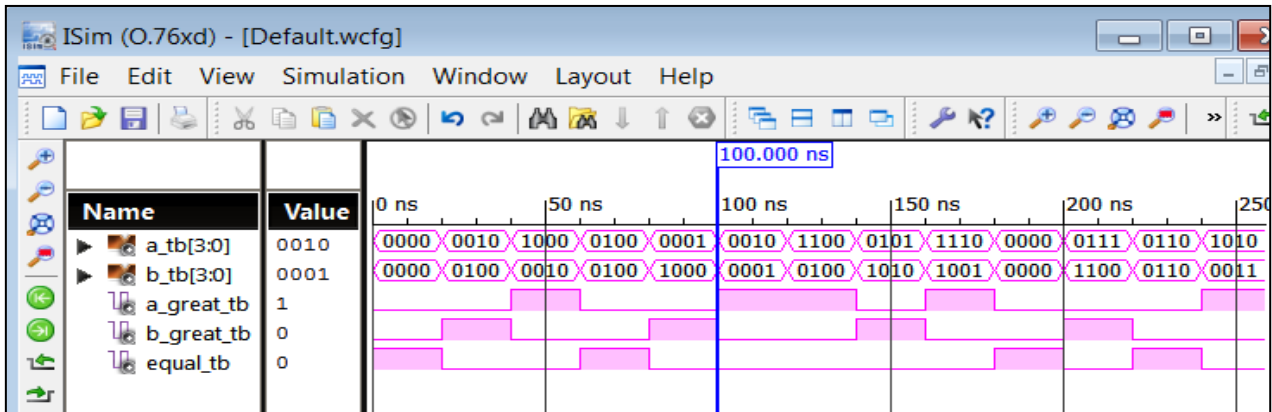 ISim (O.76xd) - [Default.wcfg]
File Edit View Simulation Window Layout Help
»
100.000 ns
Name Value 0 ns 50 ns 100 ns 150 ns 200 ns 250
a_tb[3:0] 0010 0000 0010 1000 0100 0001 0010 1100 0101 1110 0000 0111 0110 1010
b_tb[3:0] 0001 0000 0100 0010 0100 1000 0001 0100 1010 1001 0000 1100 0110 0011
a_great_tb 1
b_great_tb 0
equal_tb 0